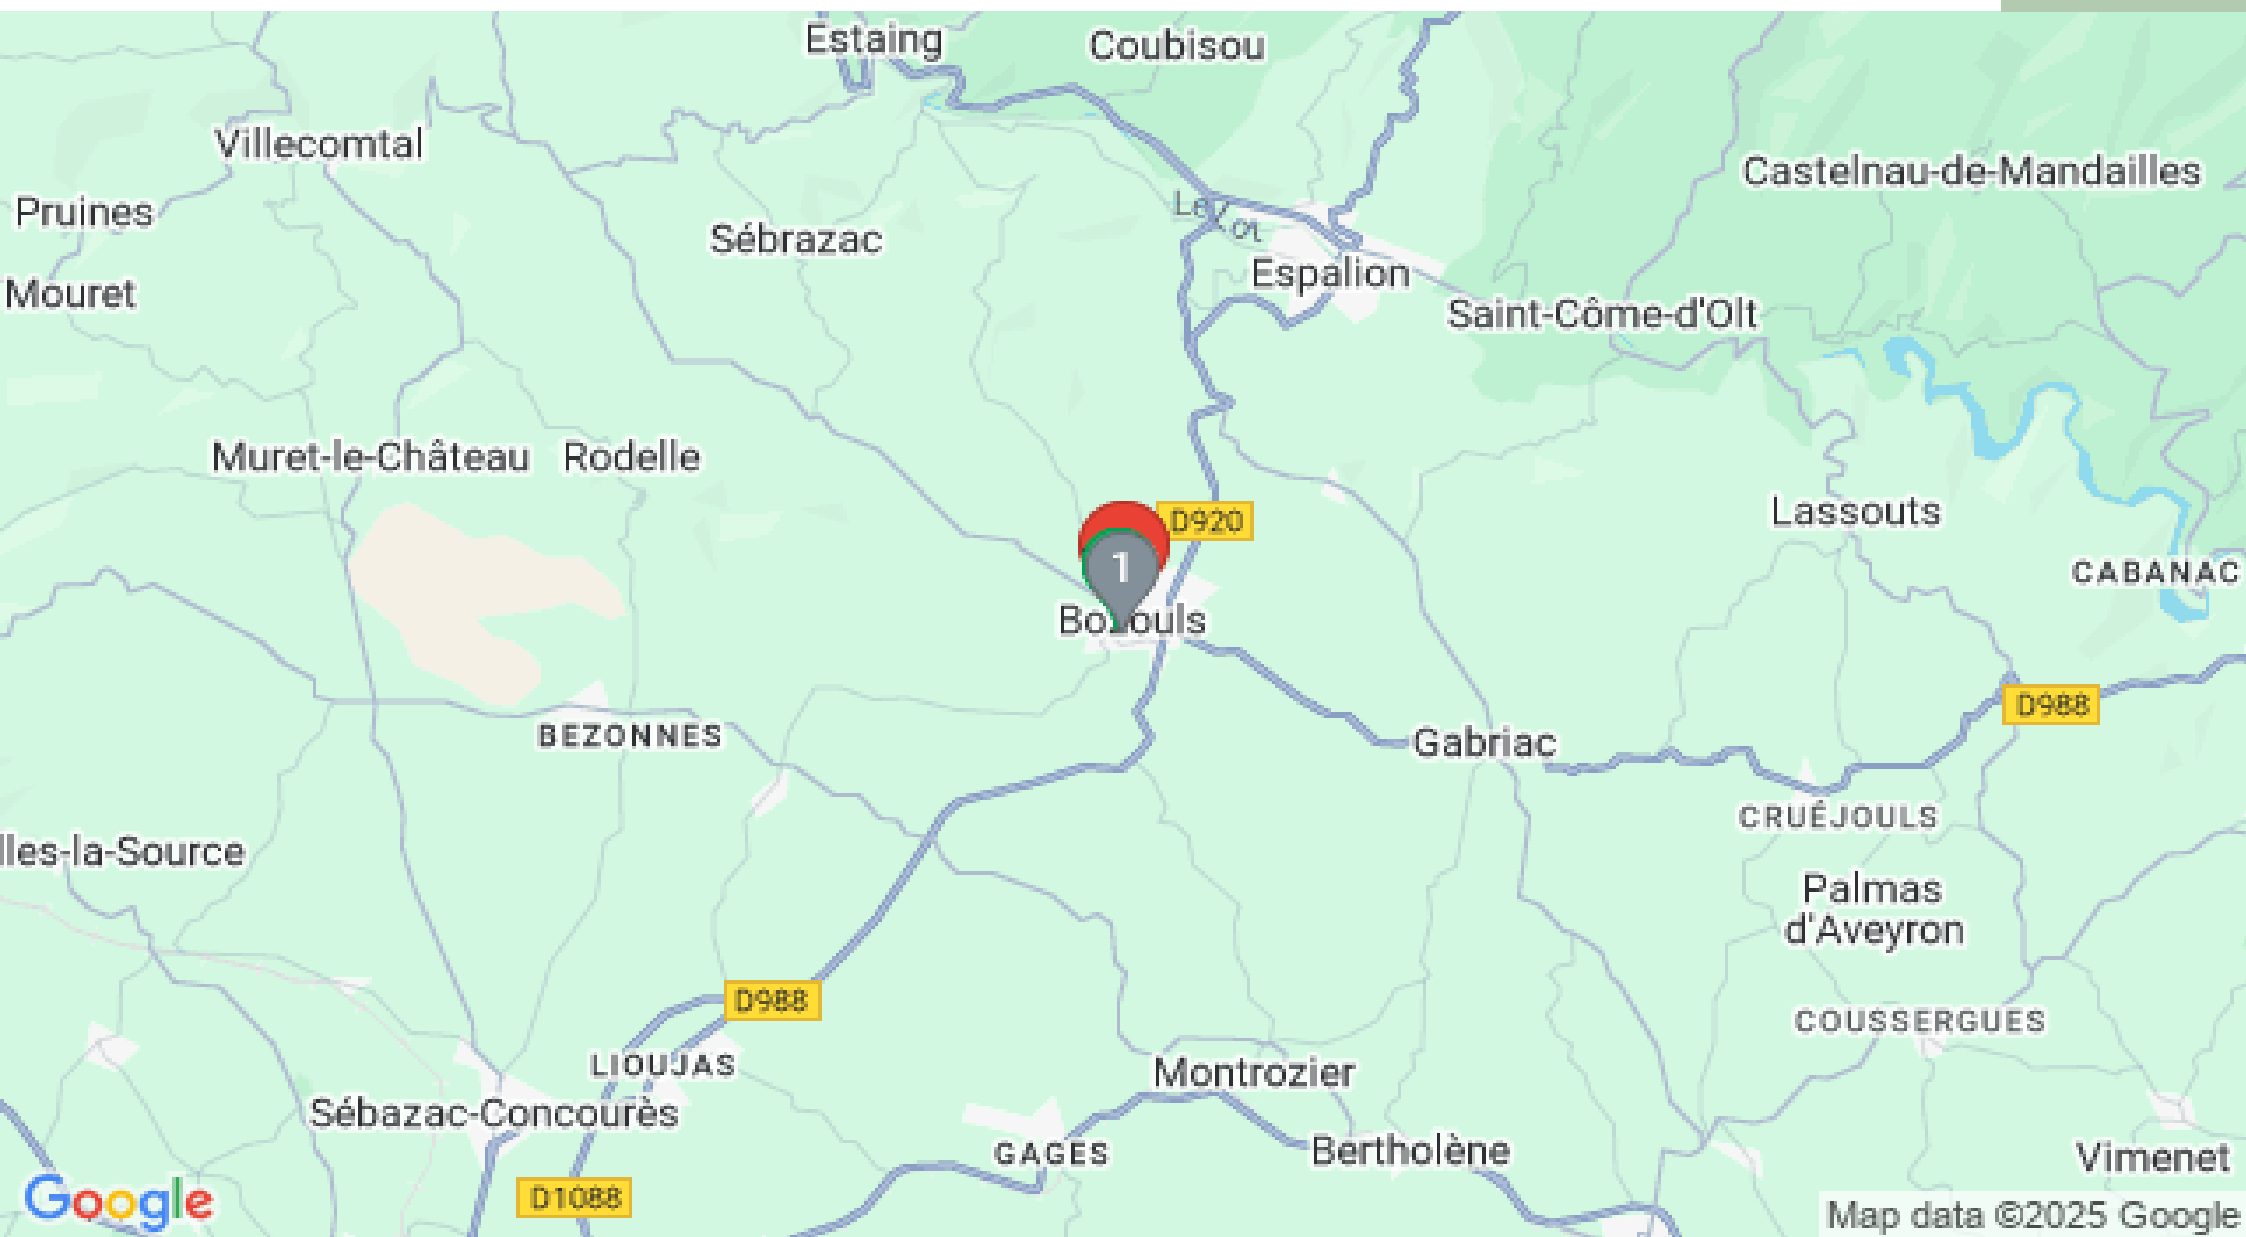 Estaing
Coubisou
Villecomtal
Castelnau-de-Mandailles
Pruines
Sébrazac
Le Lot
Mouret
Espalion
Saint-Côme-d'Olt
Muret-le-Château
Rodelle
D920
Lassouts
1
CABANAC
Bozouls
D988
BEZONNES
Gabriac
CRUÉJOULS
lles-la-Source
Palmas
d'Aveyron
D988
COUSSERGUES
LIOUJAS
Montrozier
Sébazac-Concourès
GAGES
Bertholène
Vimenet
Google
D1088
Map data ©2025 Google